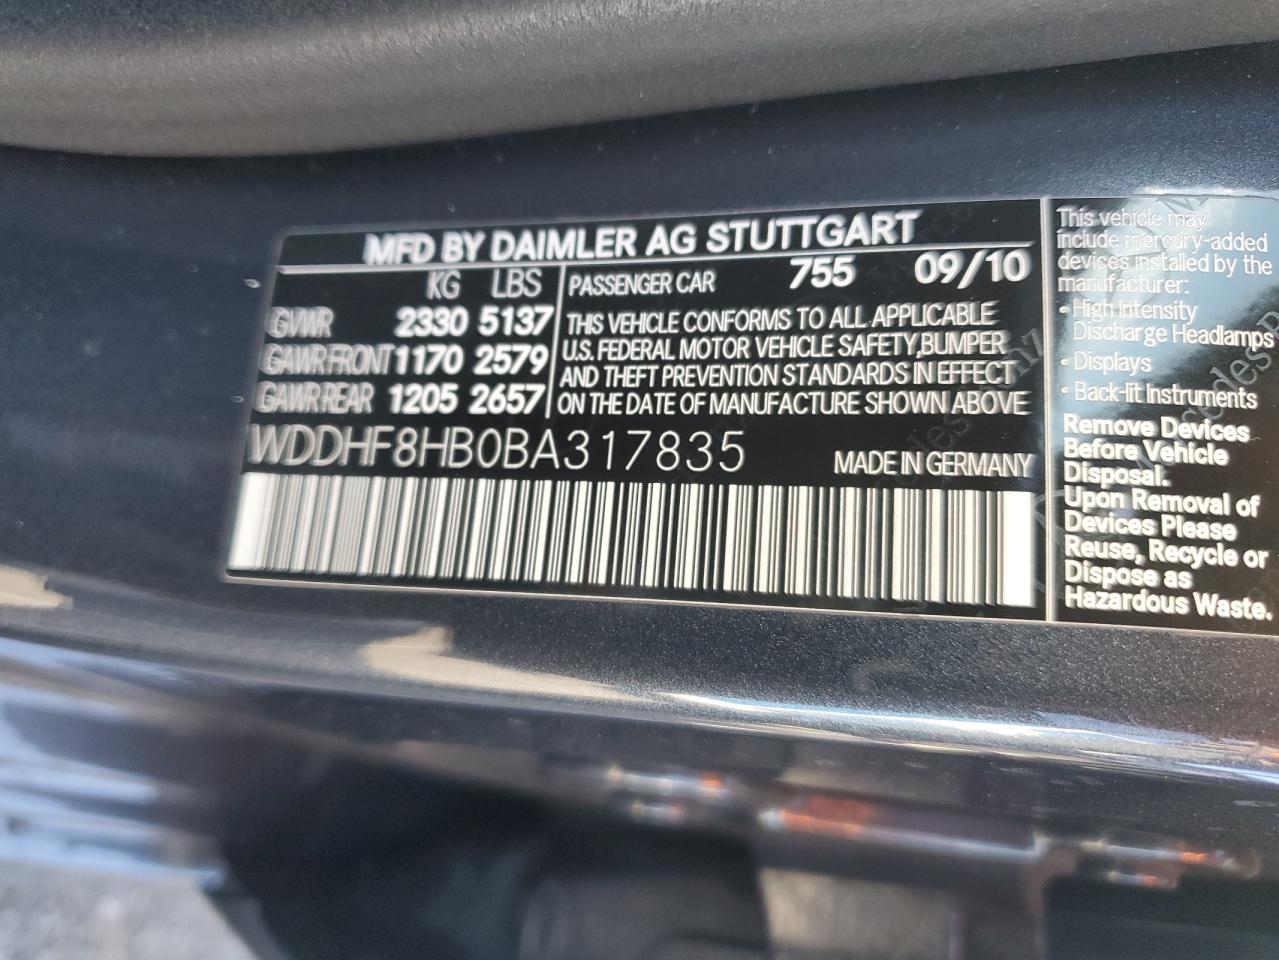 MFD BY DAIMLER AG STUTTGART
KG LBS
GVWR 2330 5137
GAWR FRONT 1170 2579
GAWR REAR 1205 2657
PASSENGER CAR 755 09/10
THIS VEHICLE CONFORMS TO ALL APPLICABLE
U.S. FEDERAL MOTOR VEHICLE SAFETY,BUMPER
AND THEFT PREVENTION STANDARDS IN EFFECT
ON THE DATE OF MANUFACTURE SHOWN ABOVE
WDDHF8HB0BA317835
MADE IN GERMANY
This vehicle may
include mercury-added
devices installed by the
manufacturer:
• High Intensity
Discharge Headlamps
• Displays
• Back-lit Instruments
Remove Devices
Before Vehicle
Disposal.
Upon Removal of
Devices Please
Reuse, Recycle or
Dispose as
Hazardous Waste.